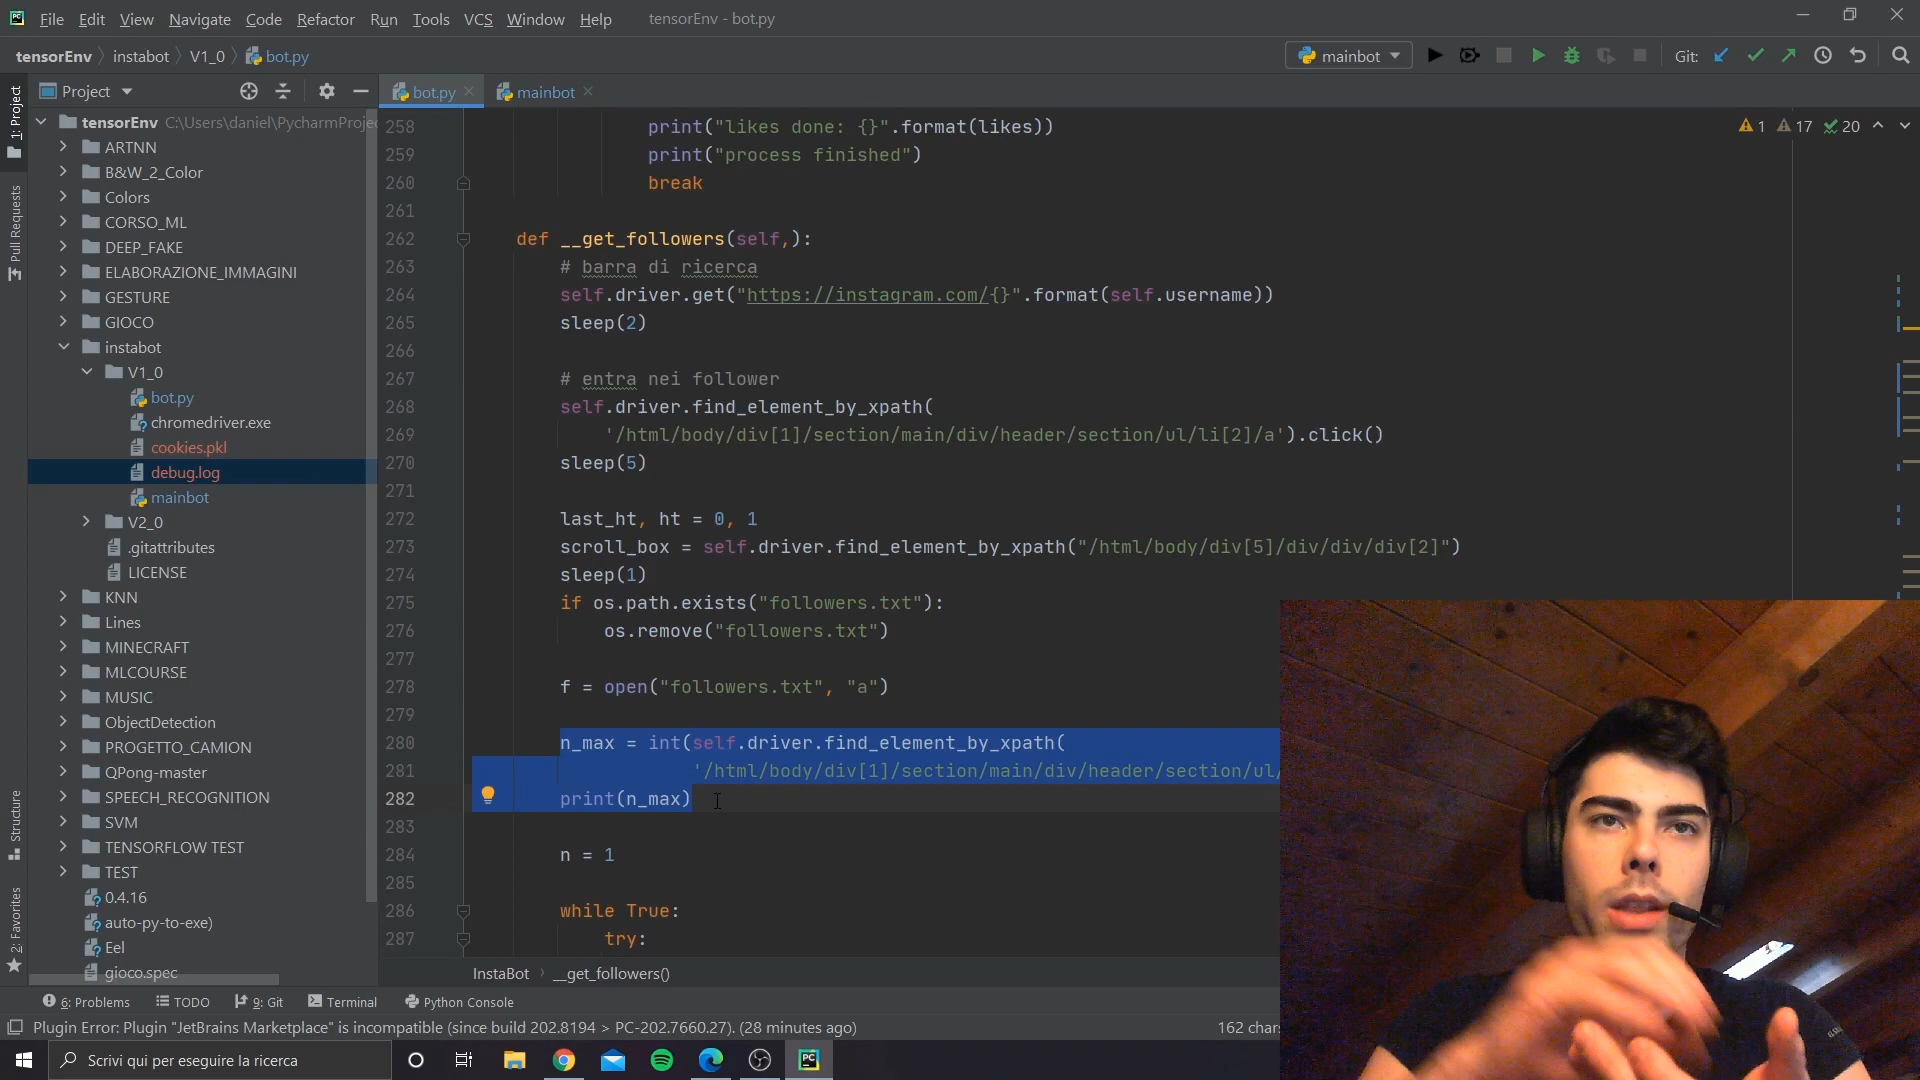 File Edit View Navigate Code Refactor Run Tools VCS Window Help tensorEnv - bot.py
tensorEnv instabot V1_0 bot.py mainbot Git:
Project bot.py mainbot
1: Project
Pull Requests
Structure
2: Favorites
tensorEnv C:\Users\daniel\PycharmProjec
ARTNN
B&W_2_Color
Colors
CORSO_ML
DEEP_FAKE
ELABORAZIONE_IMMAGINI
GESTURE
GIOCO
instabot
V1_0
bot.py
chromedriver.exe
cookies.pkl
debug.log
mainbot
V2_0
.gitattributes
LICENSE
KNN
Lines
MINECRAFT
MLCOURSE
MUSIC
ObjectDetection
PROGETTO_CAMION
QPong-master
SPEECH_RECOGNITION
SVM
TENSORFLOW TEST
TEST
0.4.16
auto-py-to-exe)
Eel
gioco.spec
1 17 20
258 print("likes done: {}".format(likes))
259 print("process finished")
260 break
261
262 def __get_followers(self,):
263 # barra di ricerca
264 self.driver.get("https://instagram.com/{}".format(self.username))
265 sleep(2)
266
267 # entra nei follower
268 self.driver.find_element_by_xpath(
269 '/html/body/div[1]/section/main/div/header/section/ul/li[2]/a').click()
270 sleep(5)
271
272 last_ht, ht = 0, 1
273 scroll_box = self.driver.find_element_by_xpath("/html/body/div[5]/div/div/div[2]")
274 sleep(1)
275 if os.path.exists("followers.txt"):
276 os.remove("followers.txt")
277
278 f = open("followers.txt", "a")
279
280 n_max = int(self.driver.find_element_by_xpath(
281 '/html/body/div[1]/section/main/div/header/section/ul/
282 print(n_max)
283
284 n = 1
285
286 while True:
287 try:
InstaBot __get_followers()
6: Problems TODO 9: Git Terminal Python Console
Plugin Error: Plugin "JetBrains Marketplace" is incompatible (since build 202.8194 > PC-202.7660.27). (28 minutes ago) 162 chars
Scrivi qui per eseguire la ricerca
PC